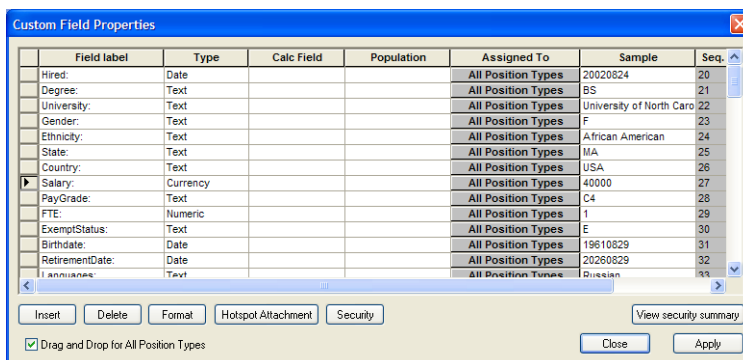 Custom Field Properties
Field label Type Calc Field Population Assigned To Sample Seq.
Hired: Date All Position Types 20020824 20
Degree: Text All Position Types BS 21
University: Text All Position Types University of North Caro 22
Gender: Text All Position Types F 23
Ethnicity: Text All Position Types African American 24
State: Text All Position Types MA 25
Country: Text All Position Types USA 26
Salary: Currency All Position Types 40000 27
PayGrade: Text All Position Types C4 28
FTE: Numeric All Position Types 1 29
ExemptStatus: Text All Position Types E 30
Birthdate: Date All Position Types 19610829 31
RetirementDate: Date All Position Types 20260829 32
Languages: Text All Position Types Russian 33
Insert Delete Format Hotspot Attachment Security View security summary
Drag and Drop for All Position Types Close Apply